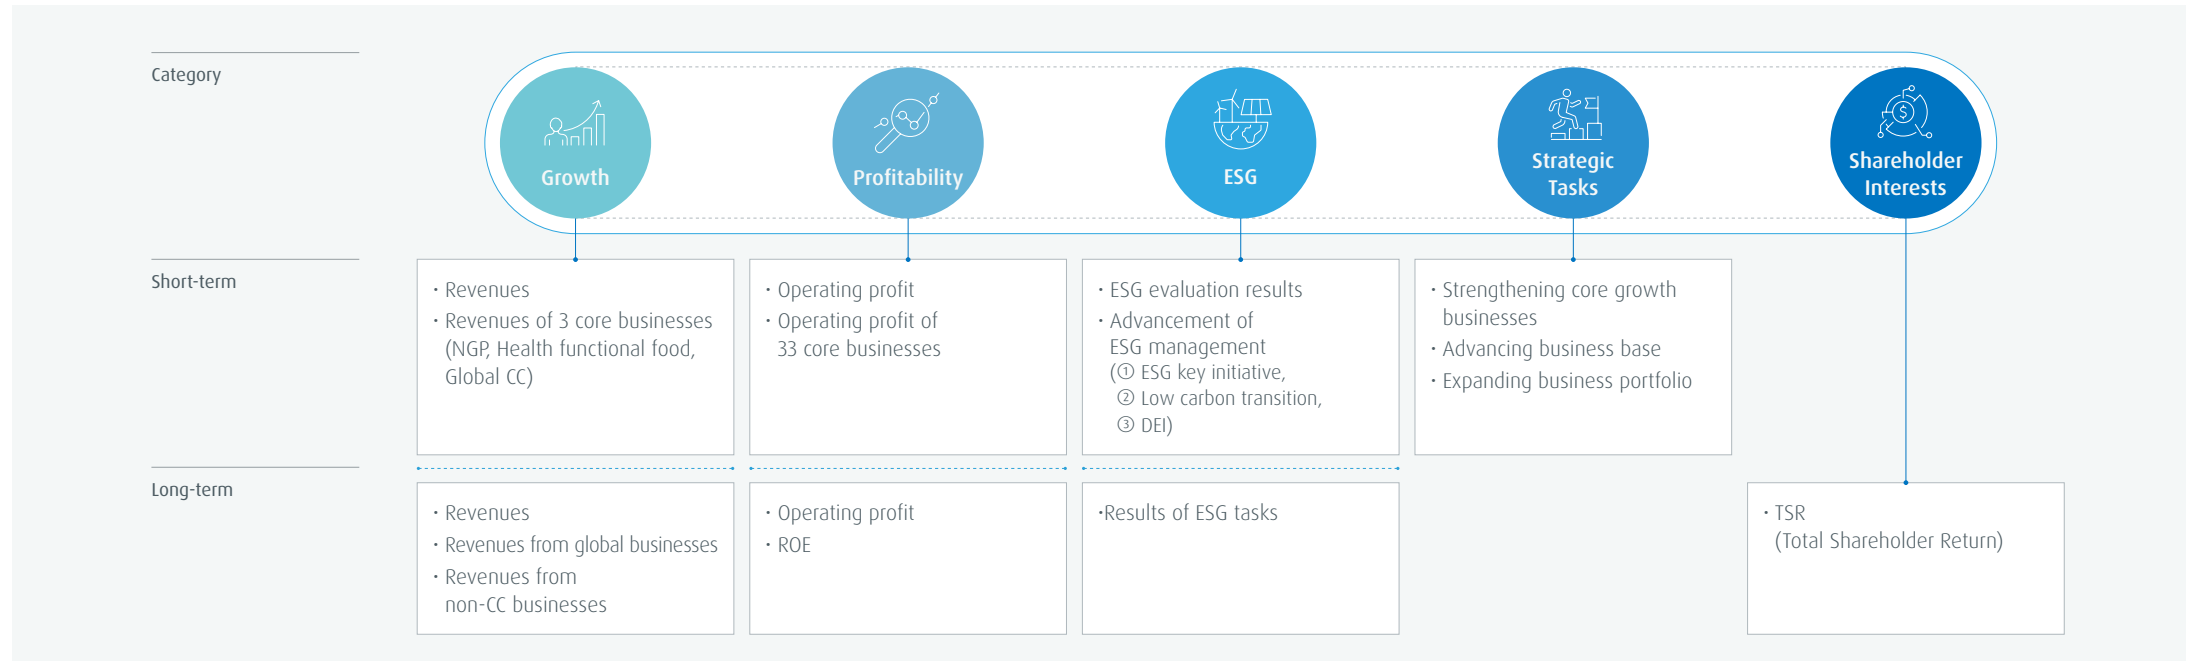 Category
Growth
Profitability
ESG
Strategic
Tasks
Shareholder
Interests
Short-term
· Revenues
· Revenues of 3 core businesses
(NGP, Health functional food,
Global CC)
· Operating profit
· Operating profit of
33 core businesses
· ESG evaluation results
· Advancement of
ESG management
(① ESG key initiative,
② Low carbon transition,
③ DEI)
· Strengthening core growth
businesses
· Advancing business base
· Expanding business portfolio
Long-term
· Revenues
· Revenues from global businesses
· Revenues from
non-CC businesses
· Operating profit
· ROE
·Results of ESG tasks
· TSR
(Total Shareholder Return)